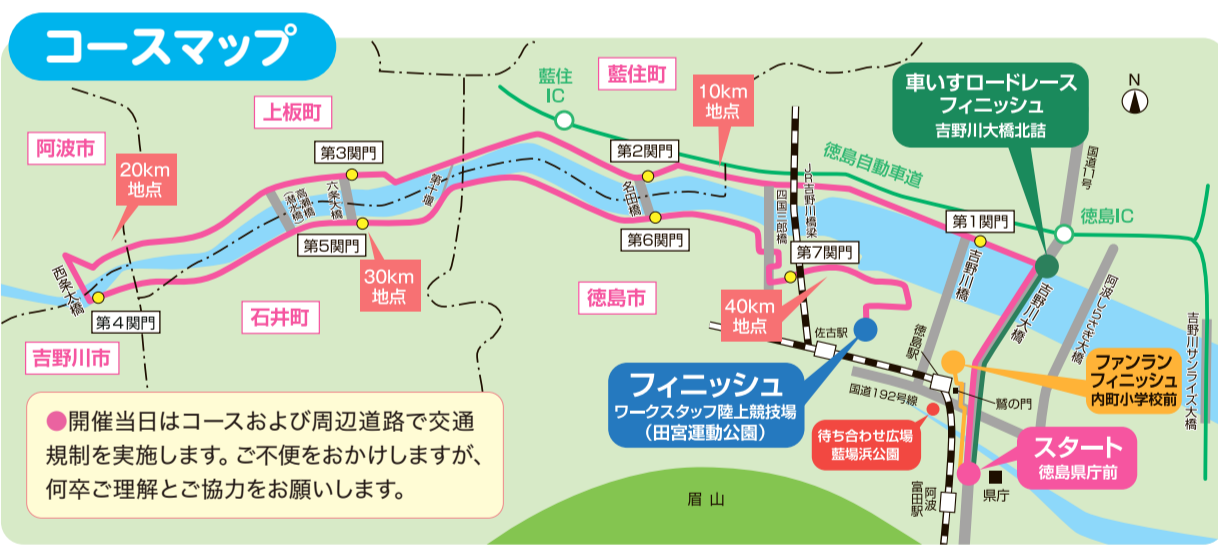 コースマップ
N
車いすロードレース
フィニッシュ
吉野川大橋北詰
藍住
IC
藍住町
10km
地点
上板町
阿波市
第3関門
第2関門
20km
地点
徳島自動車道
国道11号
JR吉野川橋梁
四国三郎橋
第1関門
徳島IC
高瀬橋
(潜水橋)
六条大橋
第十堰
名田橋
第5関門
第6関門
第7関門
30km
地点
西条大橋
吉野川橋
吉野川大橋
阿波しらさぎ大橋
吉野川サンライズ大橋
第4関門
石井町
徳島市
40km
地点
佐古駅
徳島駅
吉野川市
フィニッシュ
ワークスタッフ陸上競技場
(田宮運動公園)
国道192号線
鷲の門
ファンラン
フィニッシュ
内町小学校前
待ち合わせ広場
藍場浜公園
スタート
徳島県庁前
県庁
阿波
富田駅
眉山
●開催当日はコースおよび周辺道路で交通
規制を実施します。ご不便をおかけしますが、
何卒ご理解とご協力をお願いします。